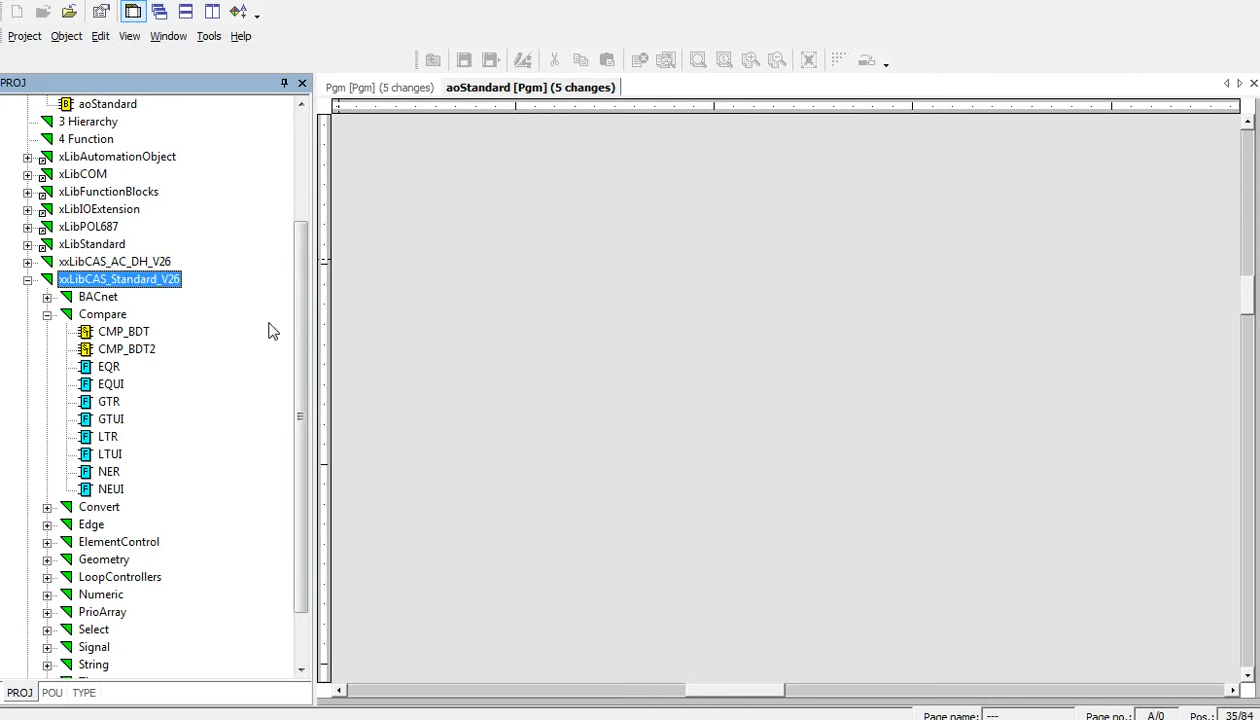 Project Object Edit View Window Tools Help
PROJ
Pgm [Pgm] (5 changes) aoStandard [Pgm] (5 changes)
aoStandard
3 Hierarchy
4 Function
xLibAutomationObject
xLibCOM
xLibFunctionBlocks
xLibIOExtension
xLibPOL687
xLibStandard
xxLibCAS_AC_DH_V26
xxLibCAS_Standard_V26
BACnet
Compare
CMP_BDT
CMP_BDT2
EQR
EQUI
GTR
GTUI
LTR
LTUI
NER
NEUI
Convert
Edge
ElementControl
Geometry
LoopControllers
Numeric
PrioArray
Select
Signal
String
PROJ POU TYPE
Page name: --- Page no.: A/0 Pos.: 35/84